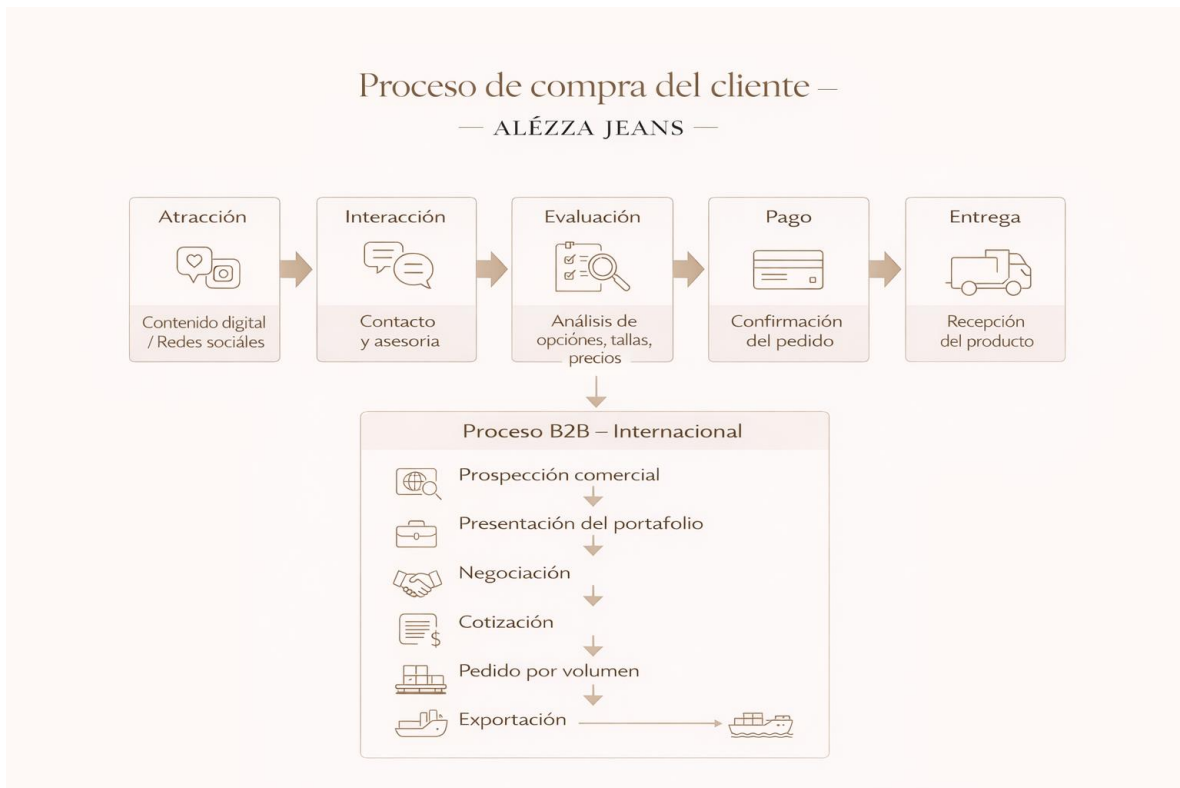 Proceso de compra del cliente –
— ALÉZZA JEANS —
Atracción
Contenido digital
/ Redes sociáles
Interacción
Contacto
y asesoria
Evaluación
Análisis de
opciónes, tallas,
precios
Pago
Confirmación
del pedido
Entrega
Recepción
del producto
Proceso B2B – Internacional
Prospección comercial
Presentación del portafolio
Negociación
Cotización
$
Pedido por volumen
Exportación